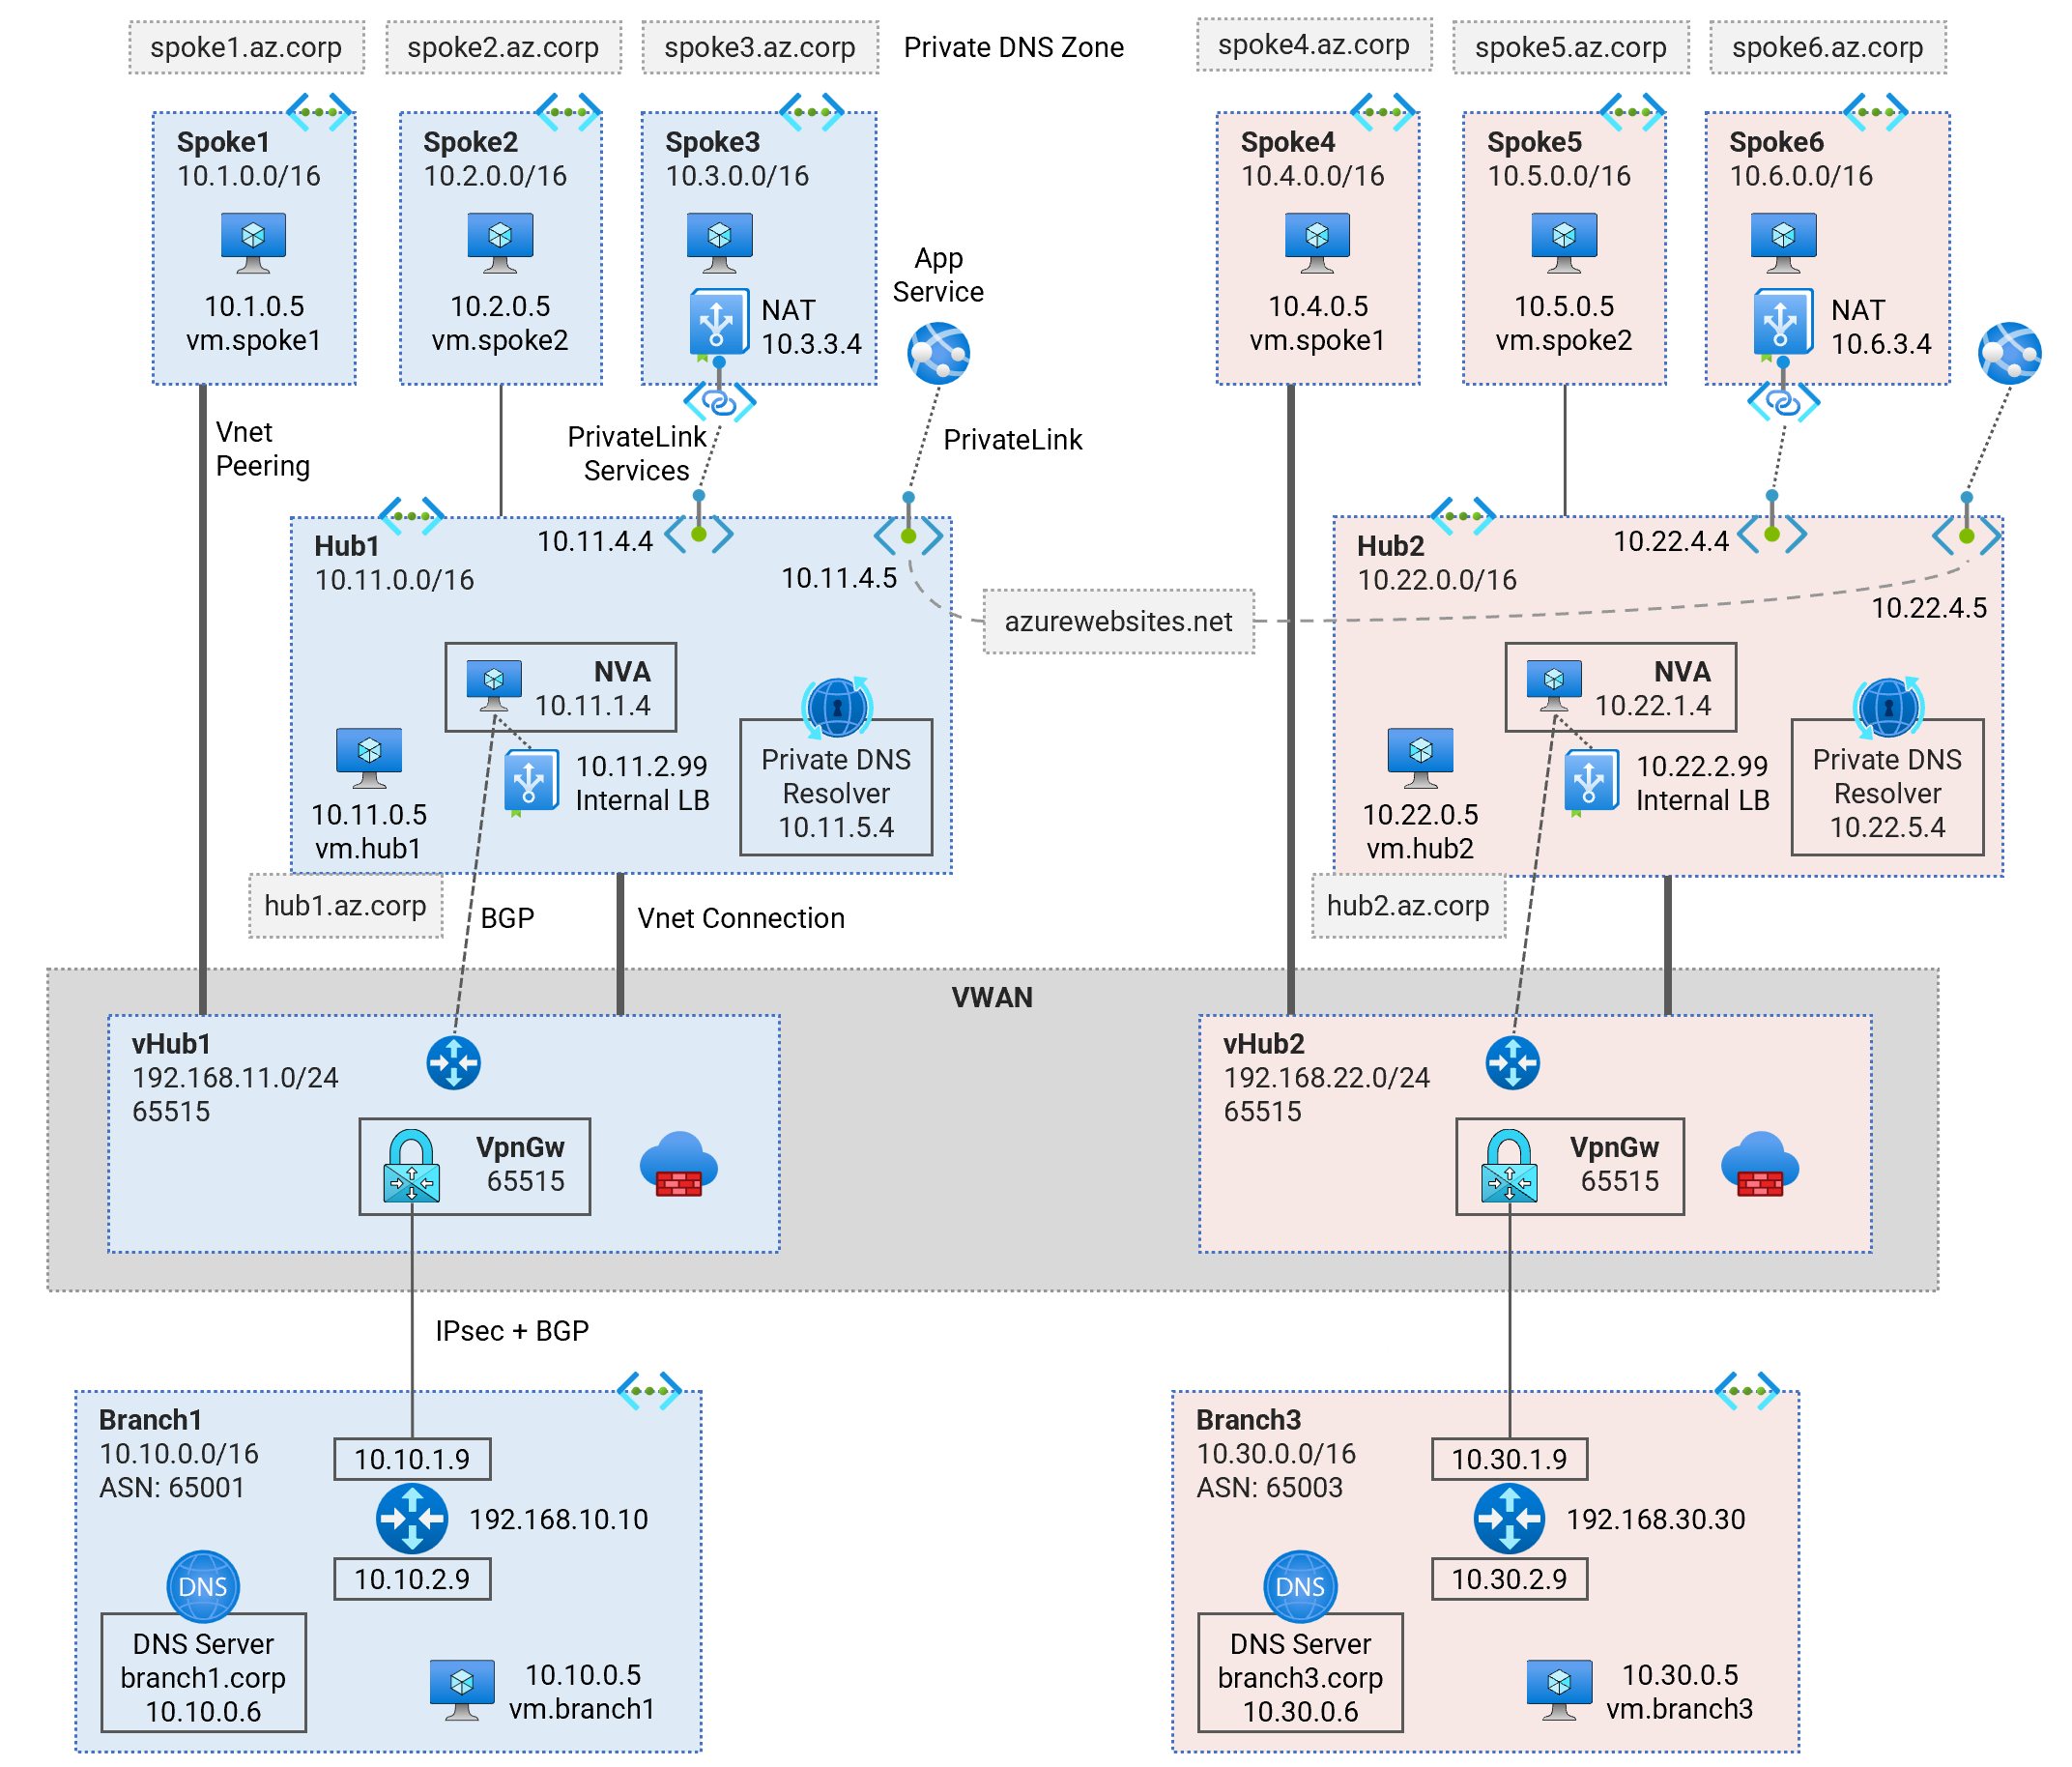 spoke1.az.corp
spoke2.az.corp
spoke3.az.corp
Private DNS Zone
spoke4.az.corp
spoke5.az.corp
spoke6.az.corp
Spoke1
10.1.0.0/16
10.1.0.5
vm.spoke1
Spoke2
10.2.0.0/16
10.2.0.5
vm.spoke2
Spoke3
10.3.0.0/16
NAT
10.3.3.4
App
Service
Spoke4
10.4.0.0/16
10.4.0.5
vm.spoke1
Spoke5
10.5.0.0/16
10.5.0.5
vm.spoke2
Spoke6
10.6.0.0/16
NAT
10.6.3.4
Vnet
Peering
PrivateLink
Services
PrivateLink
Hub1
10.11.0.0/16
10.11.4.4
10.11.4.5
azurewebsites.net
NVA
10.11.1.4
10.11.2.99
Internal LB
10.11.0.5
vm.hub1
Private DNS
Resolver
10.11.5.4
Hub2
10.22.0.0/16
10.22.4.4
10.22.4.5
NVA
10.22.1.4
10.22.2.99
Internal LB
10.22.0.5
vm.hub2
Private DNS
Resolver
10.22.5.4
hub1.az.corp
BGP
Vnet Connection
hub2.az.corp
VWAN
vHub1
192.168.11.0/24
65515
VpnGw
65515
vHub2
192.168.22.0/24
65515
VpnGw
65515
IPsec + BGP
Branch1
10.10.0.0/16
ASN: 65001
10.10.1.9
192.168.10.10
10.10.2.9
DNS
DNS Server
branch1.corp
10.10.0.6
10.10.0.5
vm.branch1
Branch3
10.30.0.0/16
ASN: 65003
10.30.1.9
192.168.30.30
10.30.2.9
DNS
DNS Server
branch3.corp
10.30.0.6
10.30.0.5
vm.branch3